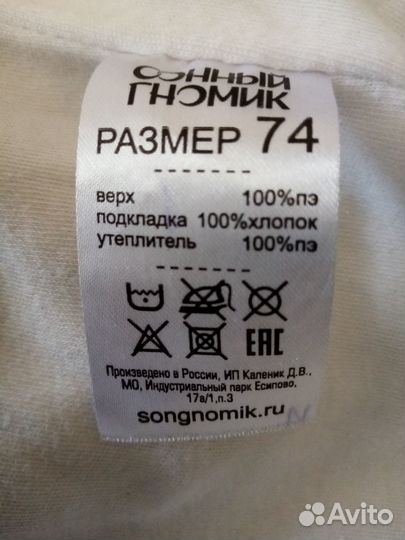 СОННЫЙ
ГНОМИК
РАЗМЕР 74
верх 100%пэ
подкладка 100%хлопок
утеплитель 100%пэ
ЕАС
Произведено в России, ИП Каленик Д.В.,
МО, Индустриальный парк Есипово,
17в/1,п.3
songnomik.ru
Avito